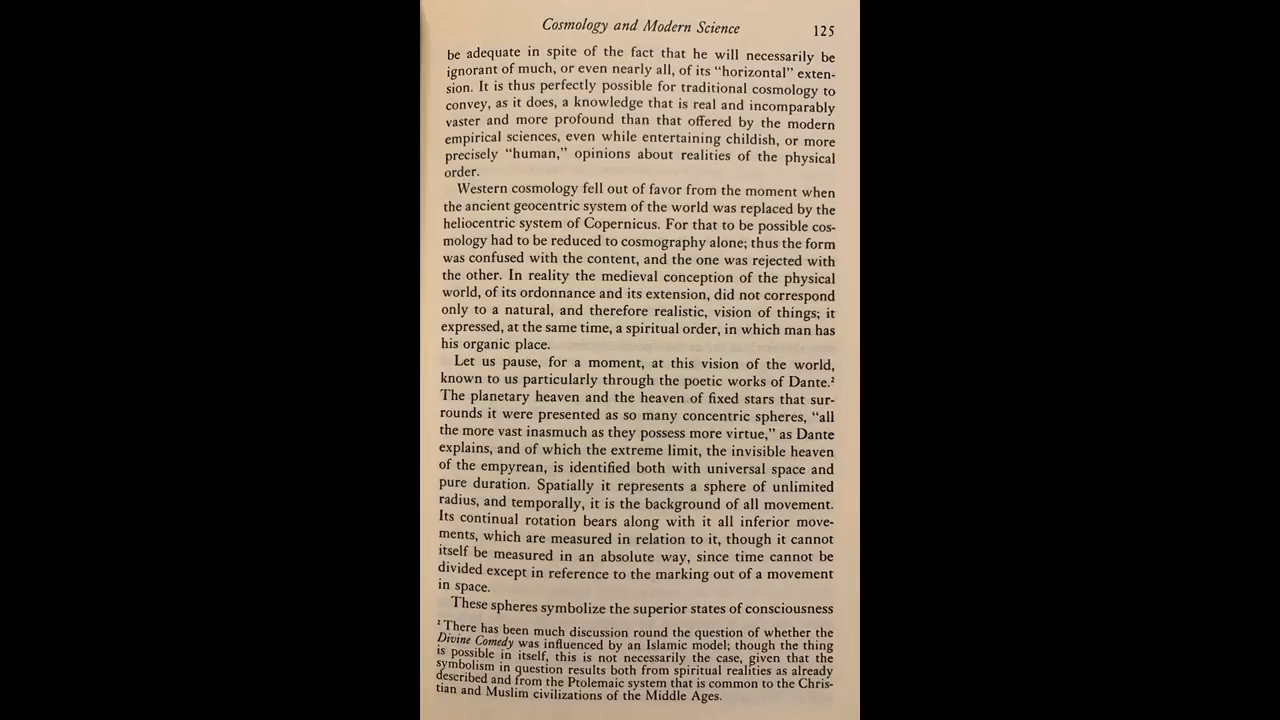 Cosmology and Modern Science
125
be adequate in spite of the fact that he will necessarily be
ignorant of much, or even nearly all, of its “horizontal” exten-
sion. It is thus perfectly possible for traditional cosmology to
convey, as it does, a knowledge that is real and incomparably
vaster and more profound than that offered by the modern
empirical sciences, even while entertaining childish, or more
precisely “human,” opinions about realities of the physical
order.
Western cosmology fell out of favor from the moment when
the ancient geocentric system of the world was replaced by the
heliocentric system of Copernicus. For that to be possible cos-
mology had to be reduced to cosmography alone; thus the form
was confused with the content, and the one was rejected with
the other. In reality the medieval conception of the physical
world, of its ordonnance and its extension, did not correspond
only to a natural, and therefore realistic, vision of things; it
expressed, at the same time, a spiritual order, in which man has
his organic place.
Let us pause, for a moment, at this vision of the world,
known to us particularly through the poetic works of Dante.²
The planetary heaven and the heaven of fixed stars that sur-
rounds it were presented as so many concentric spheres, “all
the more vast inasmuch as they possess more virtue,” as Dante
explains, and of which the extreme limit, the invisible heaven
of the empyrean, is identified both with universal space and
pure duration. Spatially it represents a sphere of unlimited
radius, and temporally, it is the background of all movement.
Its continual rotation bears along with it all inferior move-
ments, which are measured in relation to it, though it cannot
itself be measured in an absolute way, since time cannot be
divided except in reference to the marking out of a movement
in space.
These spheres symbolize the superior states of consciousness
² There has been much discussion round the question of whether the
Divine Comedy was influenced by an Islamic model; though the thing
is possible in itself, this is not necessarily the case, given that the
symbolism in question results both from spiritual realities as already
described and from the Ptolemaic system that is common to the Chris-
tian and Muslim civilizations of the Middle Ages.